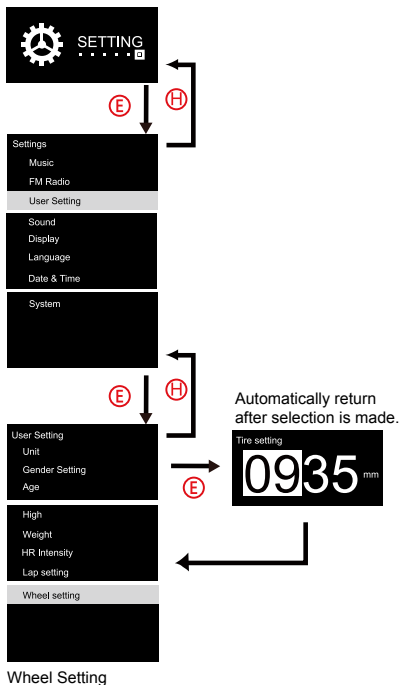 SETTING
E
H
Settings
Music
FM Radio
User Setting
Sound
Display
Language
Date & Time
System
E
H
Automatically return
after selection is made.
User Setting
Unit
Gender Setting
Age
E
Tire setting
0935 mm
High
Weight
HR Intensity
Lap setting
Wheel setting
Wheel Setting